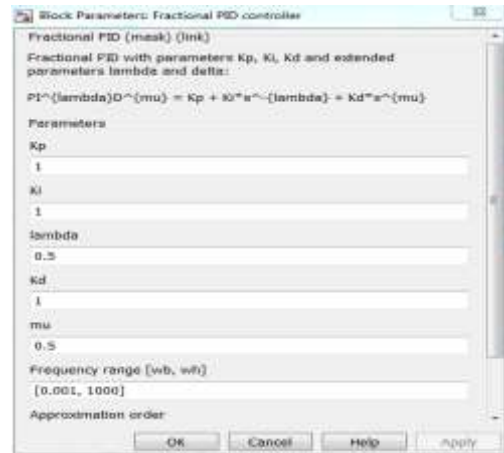 Block Parameters: Fractional PID controller
Fractional PID (mask) (link)
Fractional PID with parameters Kp, Ki, Kd and extended
parameters lambda and delta:
PI^{lambda}D^{mu} = Kp + Ki*s^-{lambda} + Kd*s^{mu}
Parameters
Kp
1
Ki
1
lambda
0.5
Kd
1
mu
0.5
Frequency range [wb, wh]
[0.001, 1000]
Approximation order
OK Cancel Help Apply